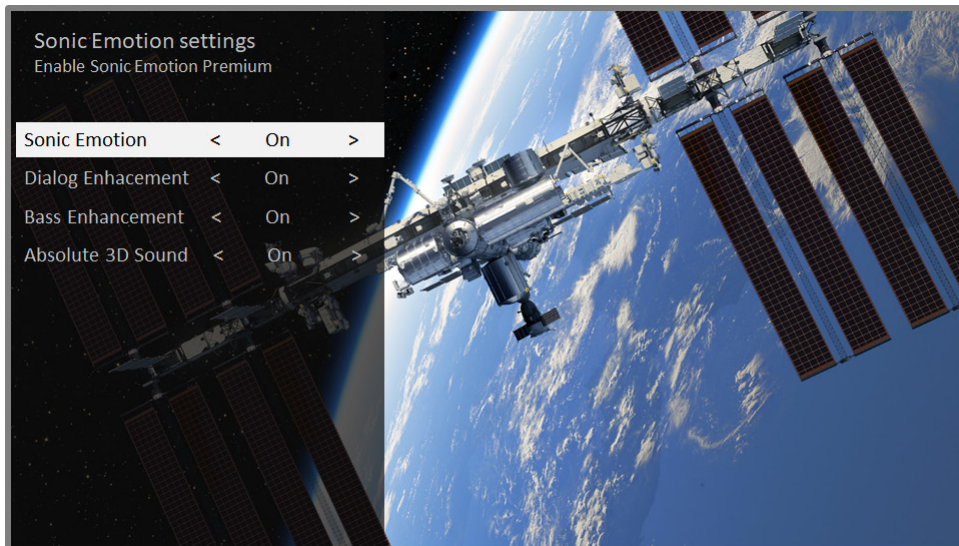 Sonic Emotion settings
Enable Sonic Emotion Premium
Sonic Emotion < On >
Dialog Enhacement < On >
Bass Enhancement < On >
Absolute 3D Sound < On >